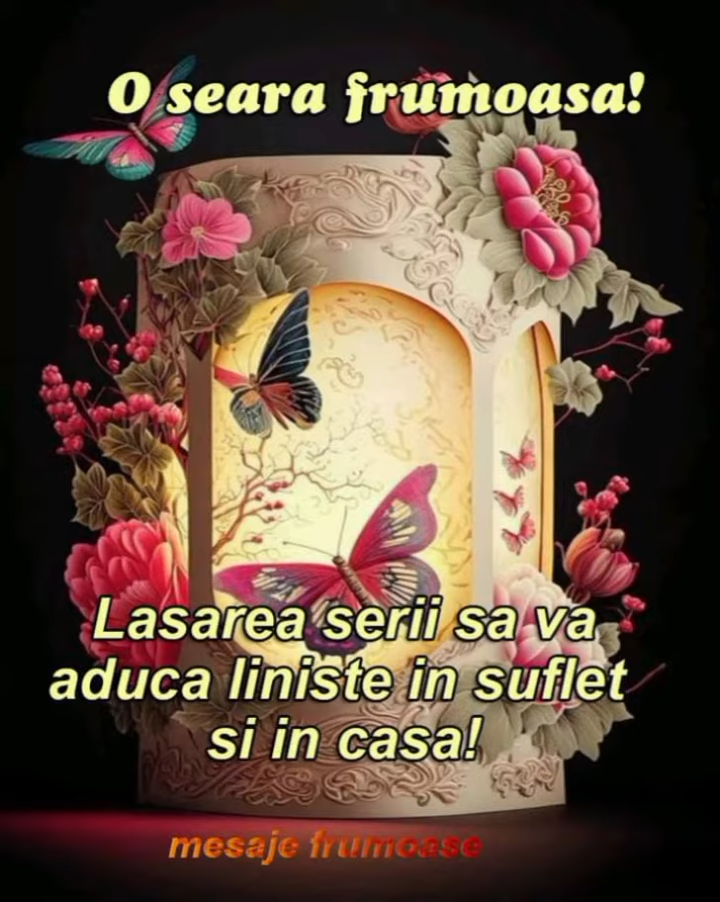 O seara frumoasa!
Lasarea serii sa va
aduca liniste in suflet
si in casa!
mesaje frumoase